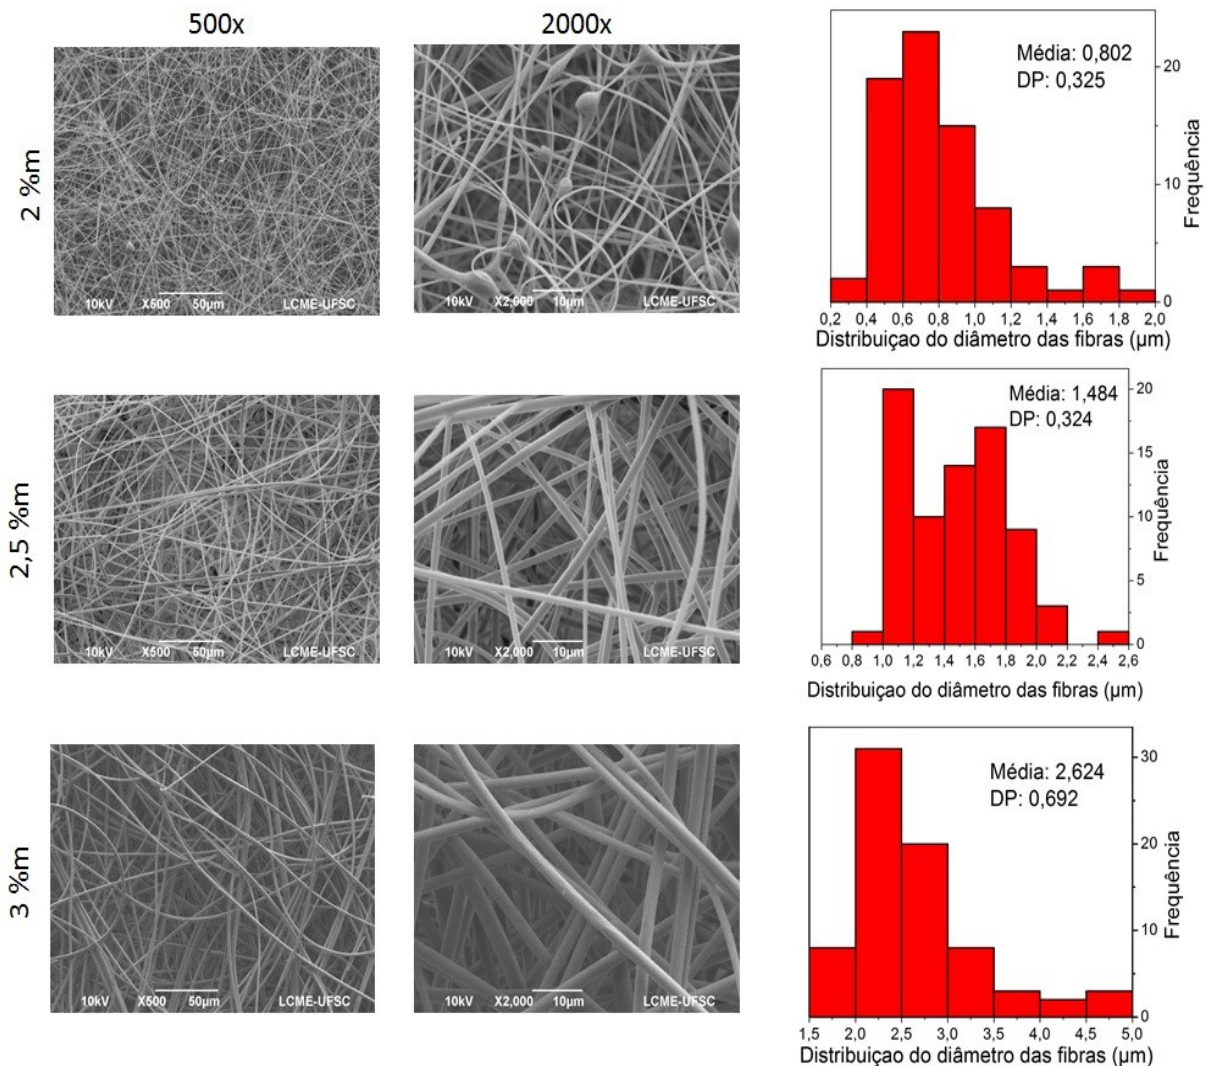 500x
2000x
2 %m
10kV X500 50µm LCME-UFSC
10kV X2,000 10µm LCME-UFSC
Média: 0,802
DP: 0,325
20
10
0
Frequência
0,2 0,4 0,6 0,8 1,0 1,2 1,4 1,6 1,8 2,0
Distribuiçao do diâmetro das fibras (µm)
2,5 %m
10kV X500 50µm LCME-UFSC
10kV X2,000 10µm LCME-UFSC
Média: 1,484
DP: 0,324
20
15
10
5
0
Frequência
0,6 0,8 1,0 1,2 1,4 1,6 1,8 2,0 2,2 2,4 2,6
Distribuiçao do diâmetro das fibras (µm)
3 %m
10kV X500 50µm LCME-UFSC
10kV X2,000 10µm LCME-UFSC
Média: 2,624
DP: 0,692
30
20
10
0
Frequência
1,5 2,0 2,5 3,0 3,5 4,0 4,5 5,0
Distribuiçao do diâmetro das fibras (µm)